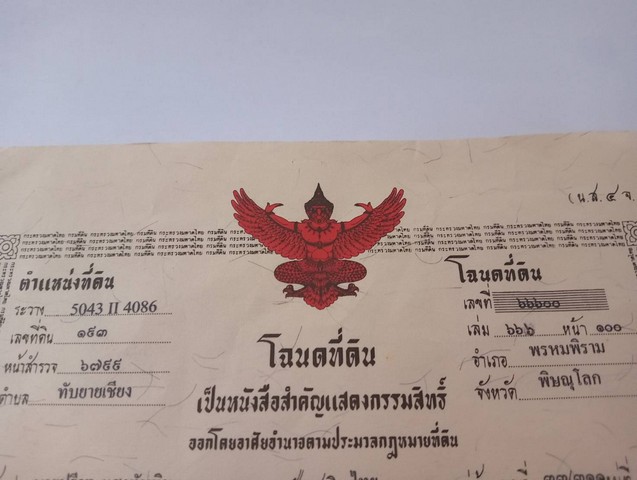 (น.ส. ๔ จ.
ตำแหน่งที่ดิน
ระวาง 5043 II 4086
เลขที่ดิน ๑๙๓
หน้าสำรวจ ๖๗๙๙
ตำบล ทับยายเชียง
โฉนดที่ดิน
เลขที่ ๖๖๖๐๐
เล่ม ๖๖๖ หน้า ๑๐๐
อำเภอ พรหมพิราม
จังหวัด พิษณุโลก
โฉนดที่ดิน
เป็นหนังสือสำคัญแสดงกรรมสิทธิ์
ออกโดยอาศัยอำนาจตามประมวลกฎหมายที่ดิน